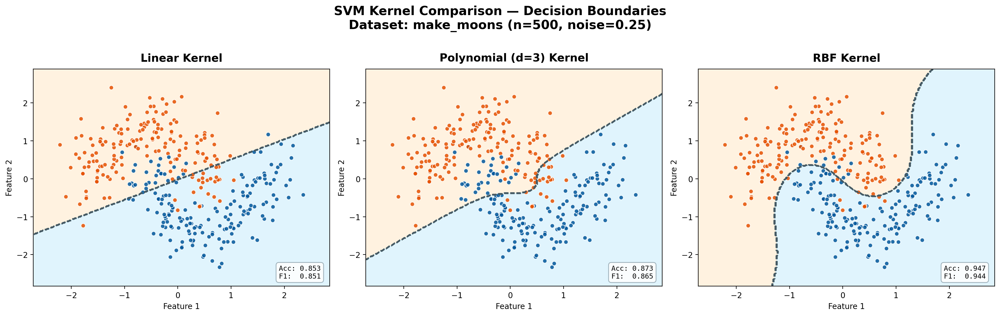 SVM Kernel Comparison — Decision Boundaries
Dataset: make_moons (n=500, noise=0.25)
Linear Kernel
Feature 2
2
1
0
−1
−2
−2 −1 0 1 2
Feature 1
Acc: 0.853
F1: 0.851
Polynomial (d=3) Kernel
Feature 2
2
1
0
−1
−2
−2 −1 0 1 2
Feature 1
Acc: 0.873
F1: 0.865
RBF Kernel
Feature 2
2
1
0
−1
−2
−2 −1 0 1 2
Feature 1
Acc: 0.947
F1: 0.944